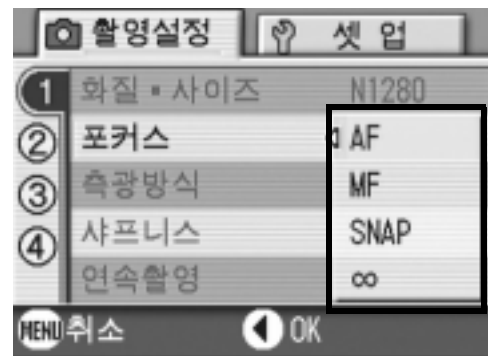 촬영설정 셋업
1 화질▪사이즈 N1280
2 포커스 AF
3 측광방식 MF
4 샤프니스 SNAP
연속촬영 ∞
MENU 취소 OK